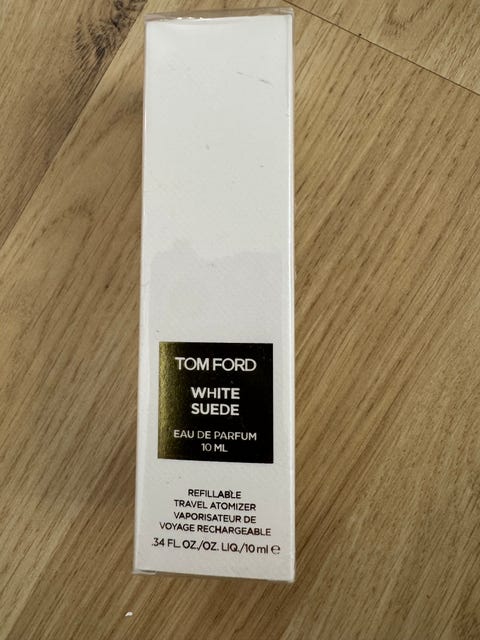 TOM FORD
WHITE
SUEDE
EAU DE PARFUM
10 ML
REFILLABLE
TRAVEL ATOMIZER
VAPORISATEUR DE
VOYAGE RECHARGEABLE
.34 FL. OZ./OZ. LIQ./10 ml ℮